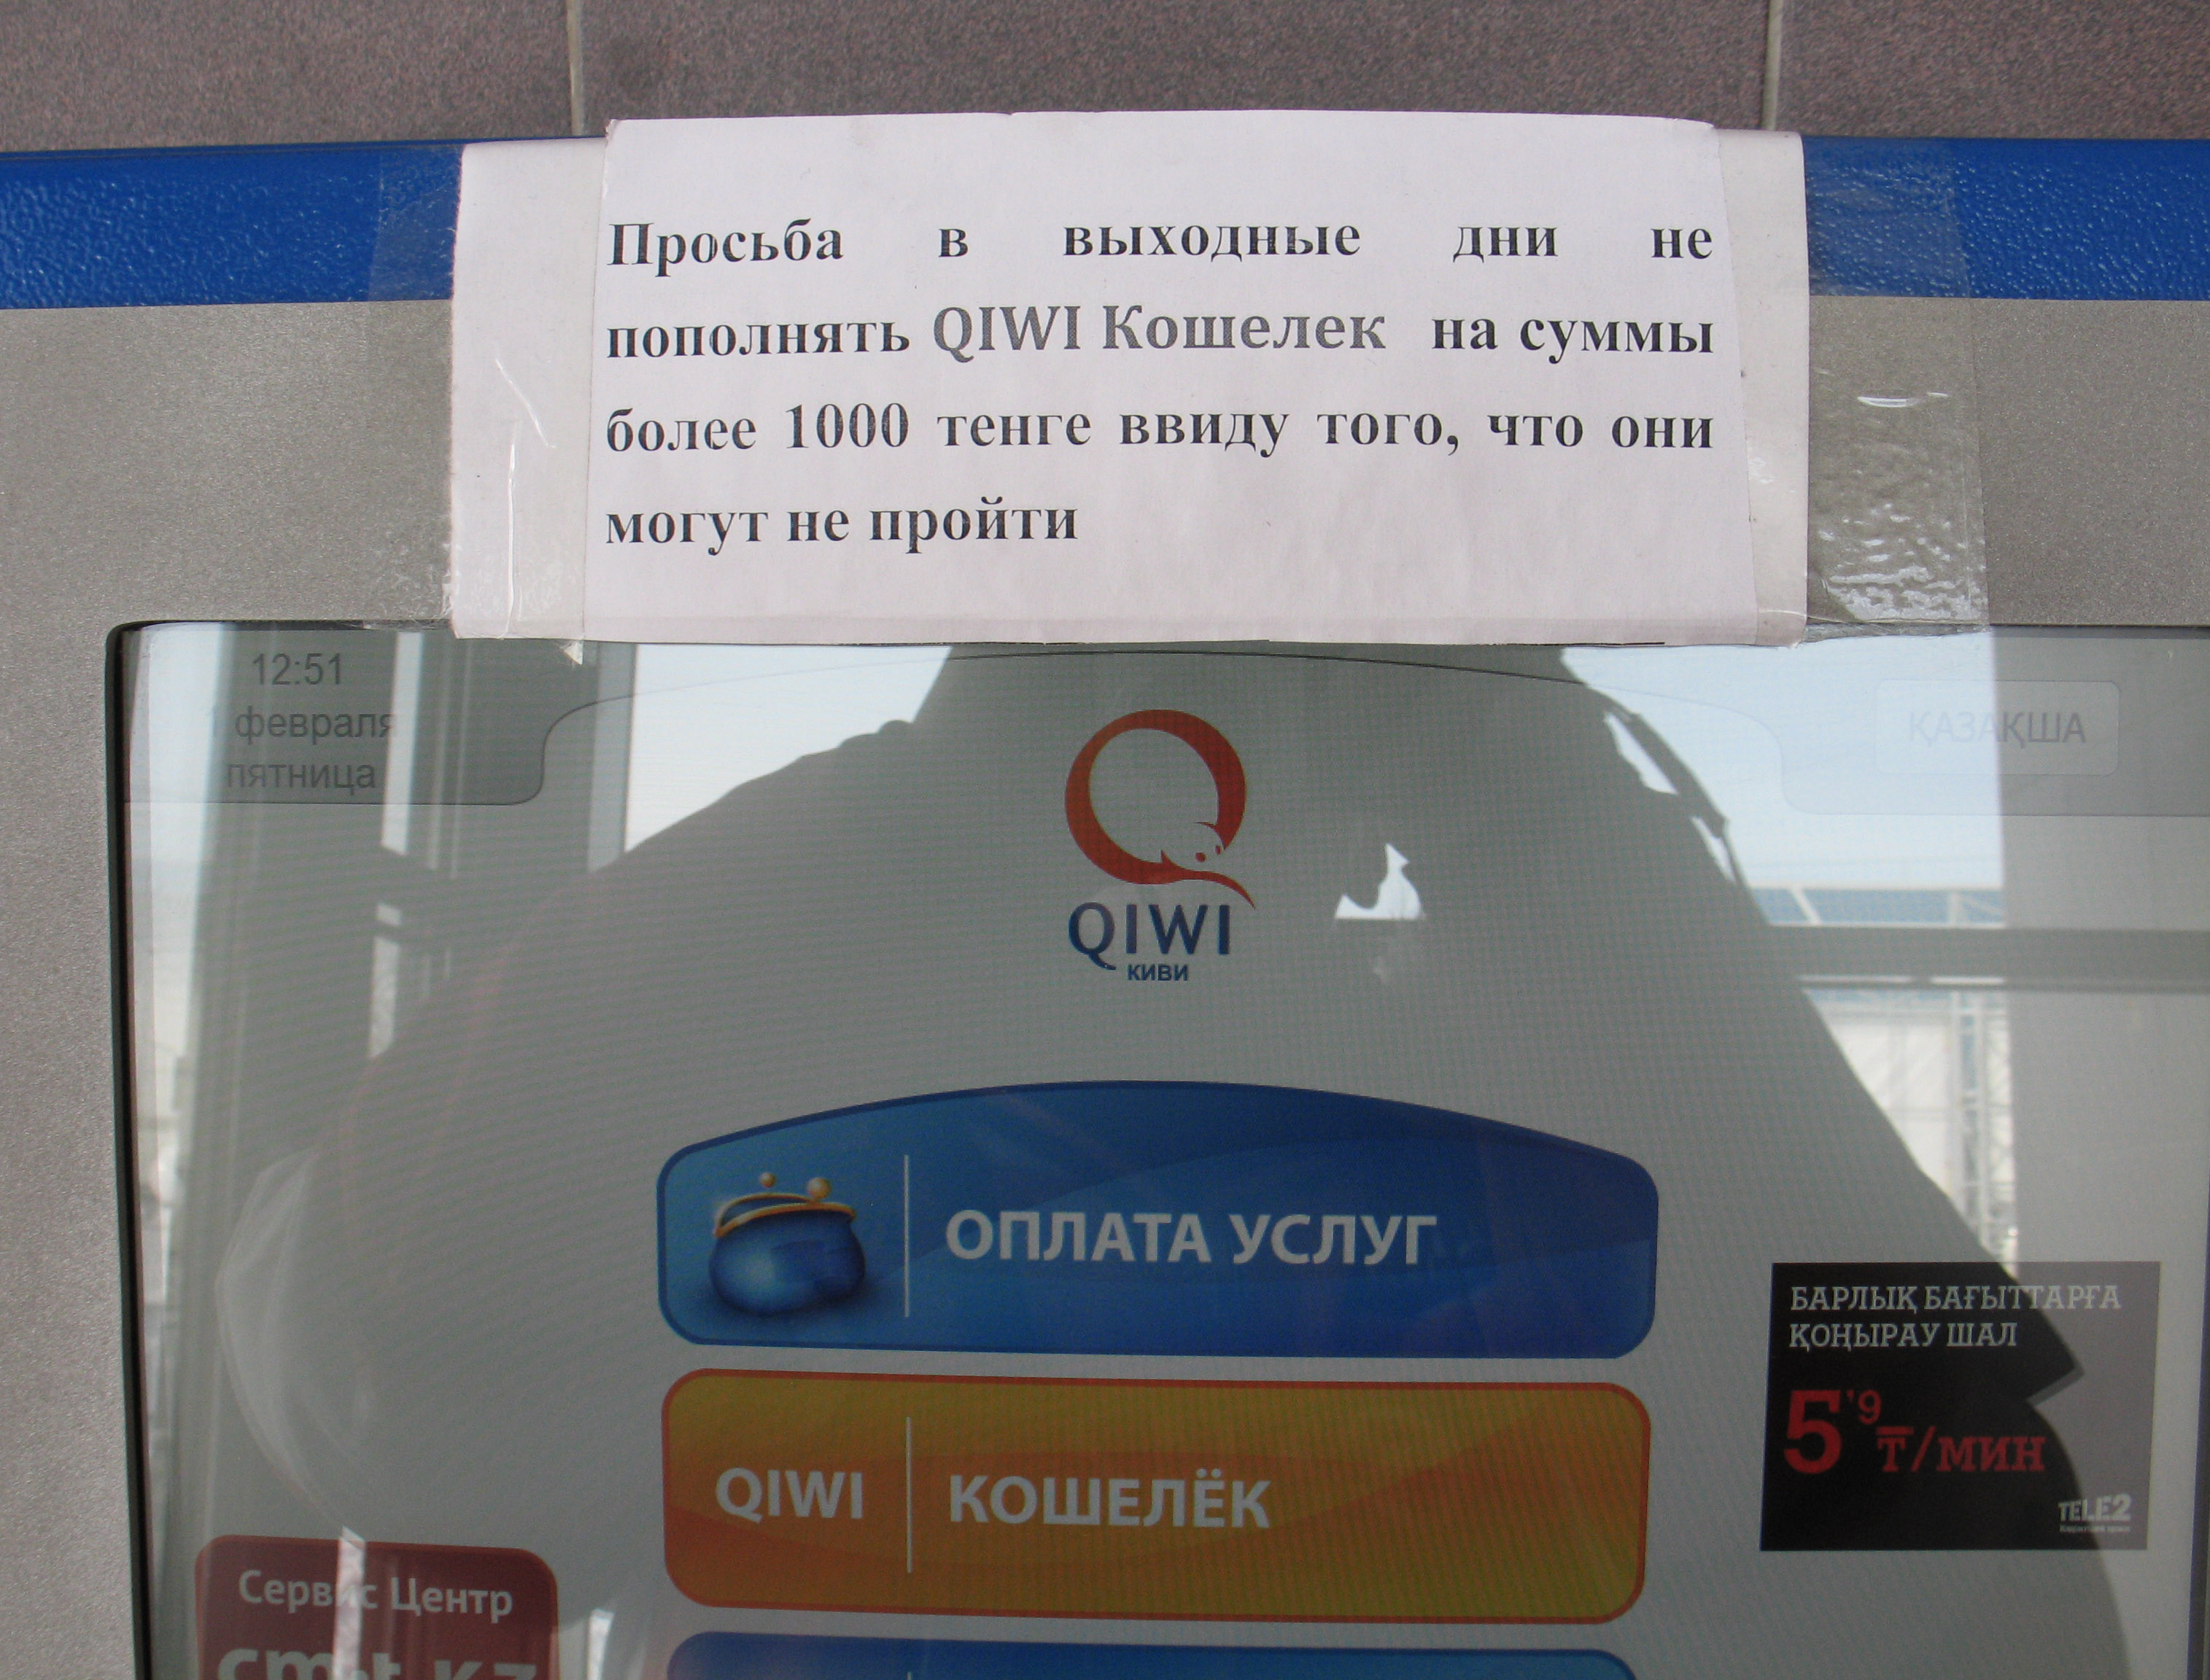 Просьба в выходные дни не
пополнять QIWI Кошелек на суммы
более 1000 тенге ввиду того, что они
могут не пройти
12:51
1 февраля
пятница
ҚАЗАҚША
QIWI
КИВИ
ОПЛАТА УСЛУГ
БАРЛЫҚ БАҒЫТТАРҒА
ҚОҢЫРАУ ШАЛ
5'9 ₸/МИН
TELE2
QIWI КОШЕЛЁК
Сервис Центр